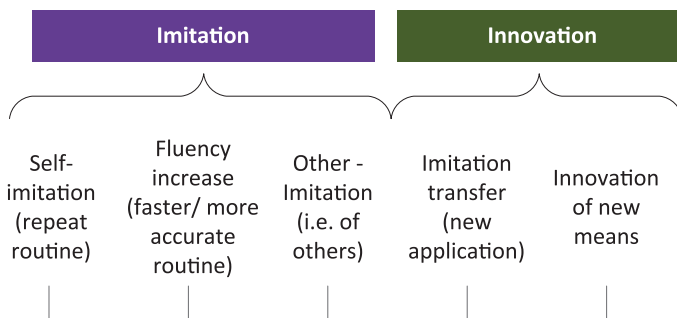 Imitation
Innovation
Self-
imitation
(repeat
routine)
Fluency
increase
(faster/ more
accurate
routine)
Other -
Imitation
(i.e. of
others)
Imitation
transfer
(new
application)
Innovation
of new
means